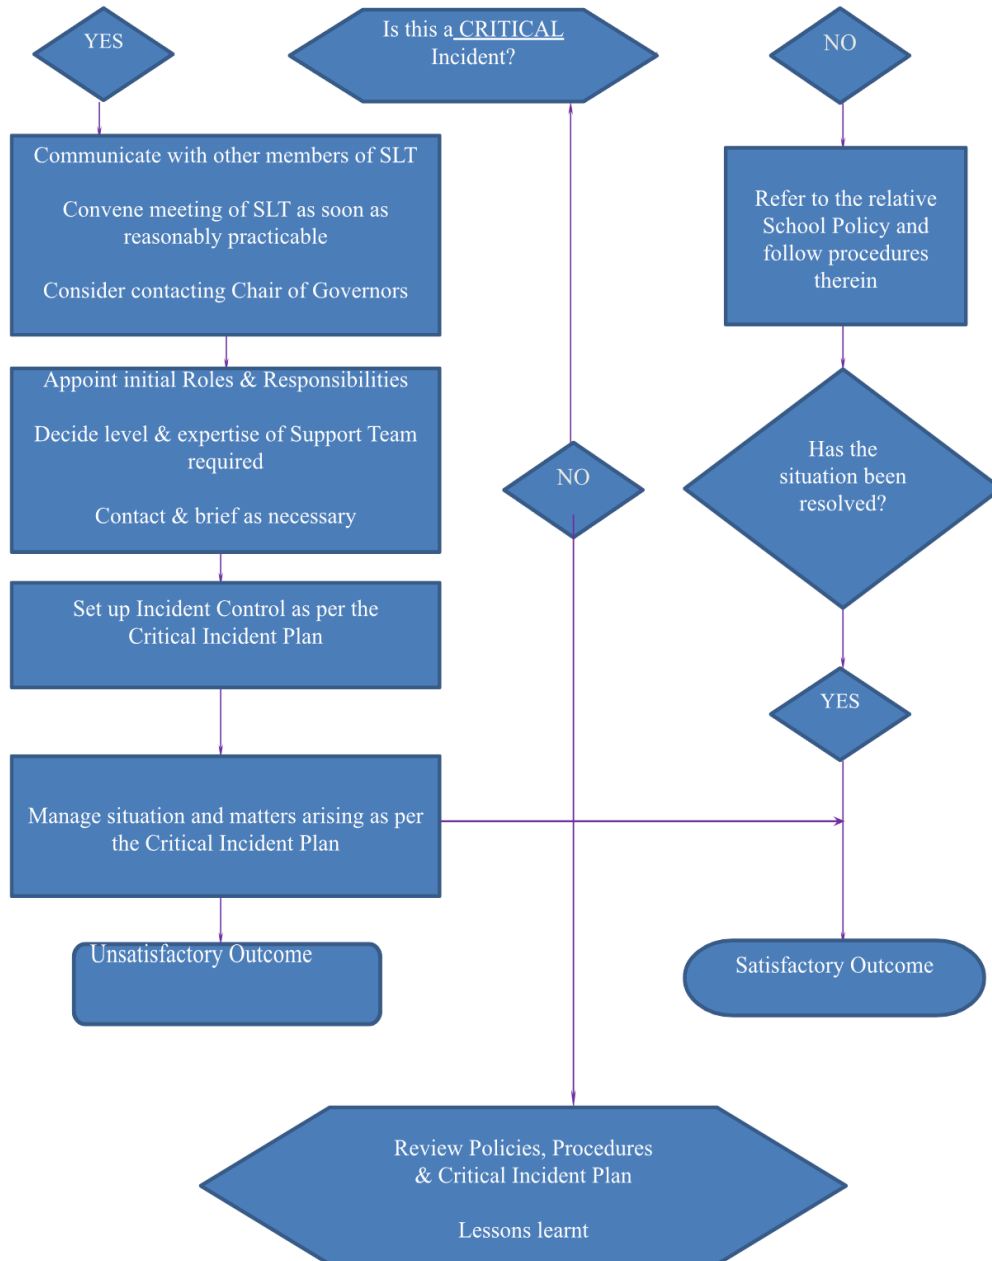 YES
Is this a CRITICAL
Incident?
NO
Communicate with other members of SLT
Convene meeting of SLT as soon as
reasonably practicable
Consider contacting Chair of Governors
Refer to the relative
School Policy and
follow procedures
therein
Appoint initial Roles & Responsibilities
Decide level & expertise of Support Team
required
Contact & brief as necessary
NO
Has the
situation been
resolved?
Set up Incident Control as per the
Critical Incident Plan
YES
Manage situation and matters arising as per
the Critical Incident Plan
Unsatisfactory Outcome
Satisfactory Outcome
Review Policies, Procedures
& Critical Incident Plan
Lessons learnt